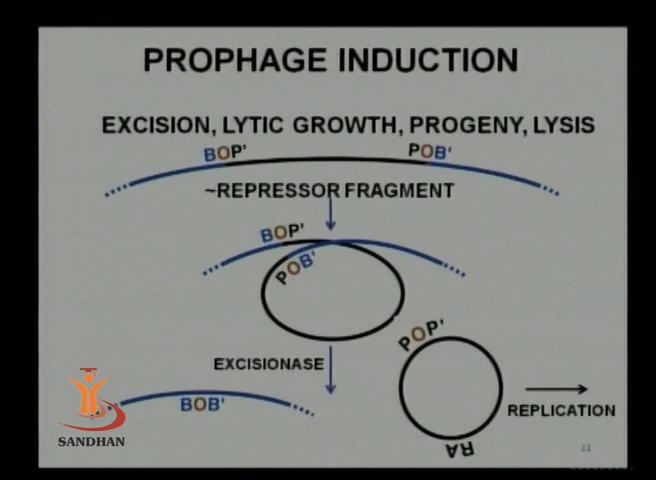 PROPHAGE INDUCTION
EXCISION, LYTIC GROWTH, PROGENY, LYSIS
BOP' POB'
~REPRESSOR FRAGMENT
BOP'
POB'
POP'
EXCISIONASE
BOB'
REPLICATION
SANDHAN
RA
22